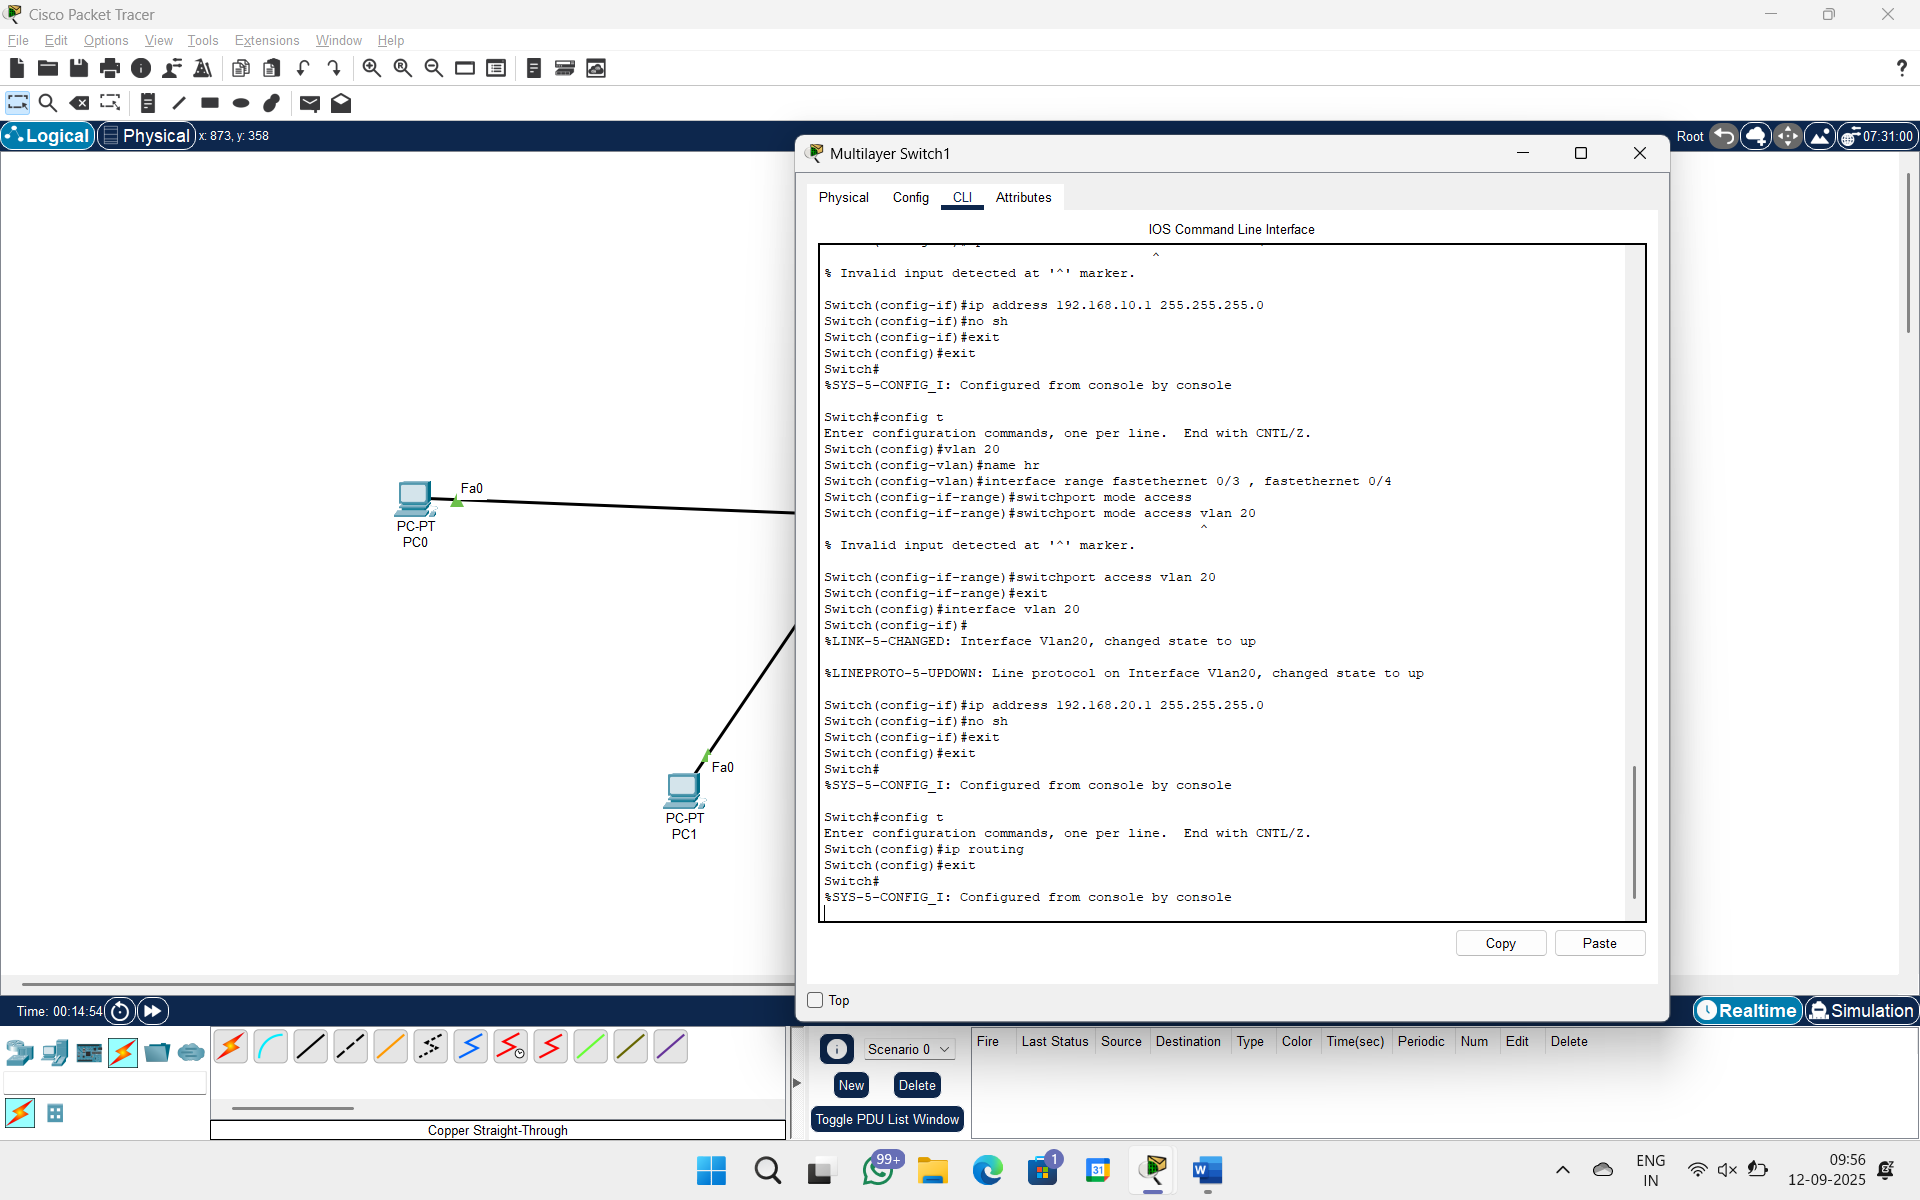 Cisco Packet Tracer
File Edit Options View Tools Extensions Window Help
?
Logical Physical x: 873, y: 358
Root 07:31:00
Multilayer Switch1
Physical Config CLI Attributes
IOS Command Line Interface
^
% Invalid input detected at '^' marker.
Switch(config-if)#ip address 192.168.10.1 255.255.255.0
Switch(config-if)#no sh
Switch(config-if)#exit
Switch(config)#exit
Switch#
%SYS-5-CONFIG_I: Configured from console by console
Switch#config t
Enter configuration commands, one per line. End with CNTL/Z.
Switch(config)#vlan 20
Switch(config-vlan)#name hr
Switch(config-vlan)#interface range fastethernet 0/3 , fastethernet 0/4
Switch(config-if-range)#switchport mode access
Switch(config-if-range)#switchport mode access vlan 20
^
% Invalid input detected at '^' marker.
Switch(config-if-range)#switchport access vlan 20
Switch(config-if-range)#exit
Switch(config)#interface vlan 20
Switch(config-if)#
%LINK-5-CHANGED: Interface Vlan20, changed state to up
%LINEPROTO-5-UPDOWN: Line protocol on Interface Vlan20, changed state to up
Switch(config-if)#ip address 192.168.20.1 255.255.255.0
Switch(config-if)#no sh
Switch(config-if)#exit
Switch(config)#exit
Switch#
%SYS-5-CONFIG_I: Configured from console by console
Switch#config t
Enter configuration commands, one per line. End with CNTL/Z.
Switch(config)#ip routing
Switch(config)#exit
Switch#
%SYS-5-CONFIG_I: Configured from console by console
Copy Paste
Top
Fa0
PC-PT
PC0
Fa0
PC-PT
PC1
Time: 00:14:54
Realtime Simulation
Scenario 0
New Delete
Toggle PDU List Window
Fire Last Status Source Destination Type Color Time(sec) Periodic Num Edit Delete
Copper Straight-Through
99+
1
31
ENG
IN
09:56
12-09-2025